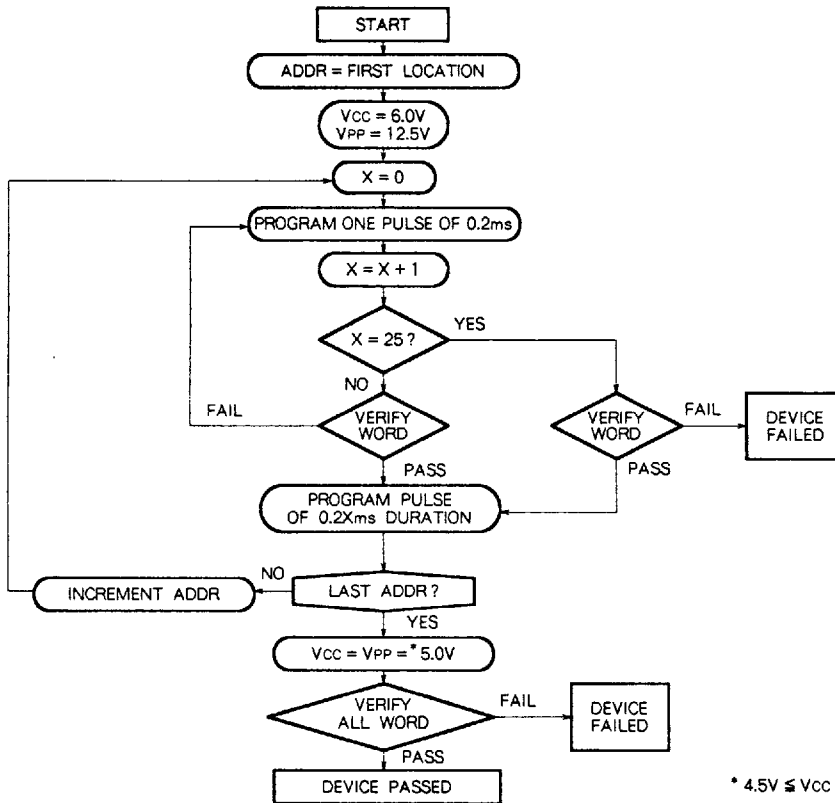 START
ADDR = FIRST LOCATION
VCC = 6.0V
VPP = 12.5V
X = 0
PROGRAM ONE PULSE OF 0.2ms
X = X + 1
X = 25 ?
YES
NO
FAIL
VERIFY
WORD
VERIFY
WORD
FAIL
DEVICE
FAILED
PASS
PASS
PROGRAM PULSE
OF 0.2Xms DURATION
INCREMENT ADDR
NO
LAST ADDR ?
YES
VCC = VPP = * 5.0V
VERIFY
ALL WORD
FAIL
DEVICE
FAILED
PASS
DEVICE PASSED
* 4.5V ≦ VCC